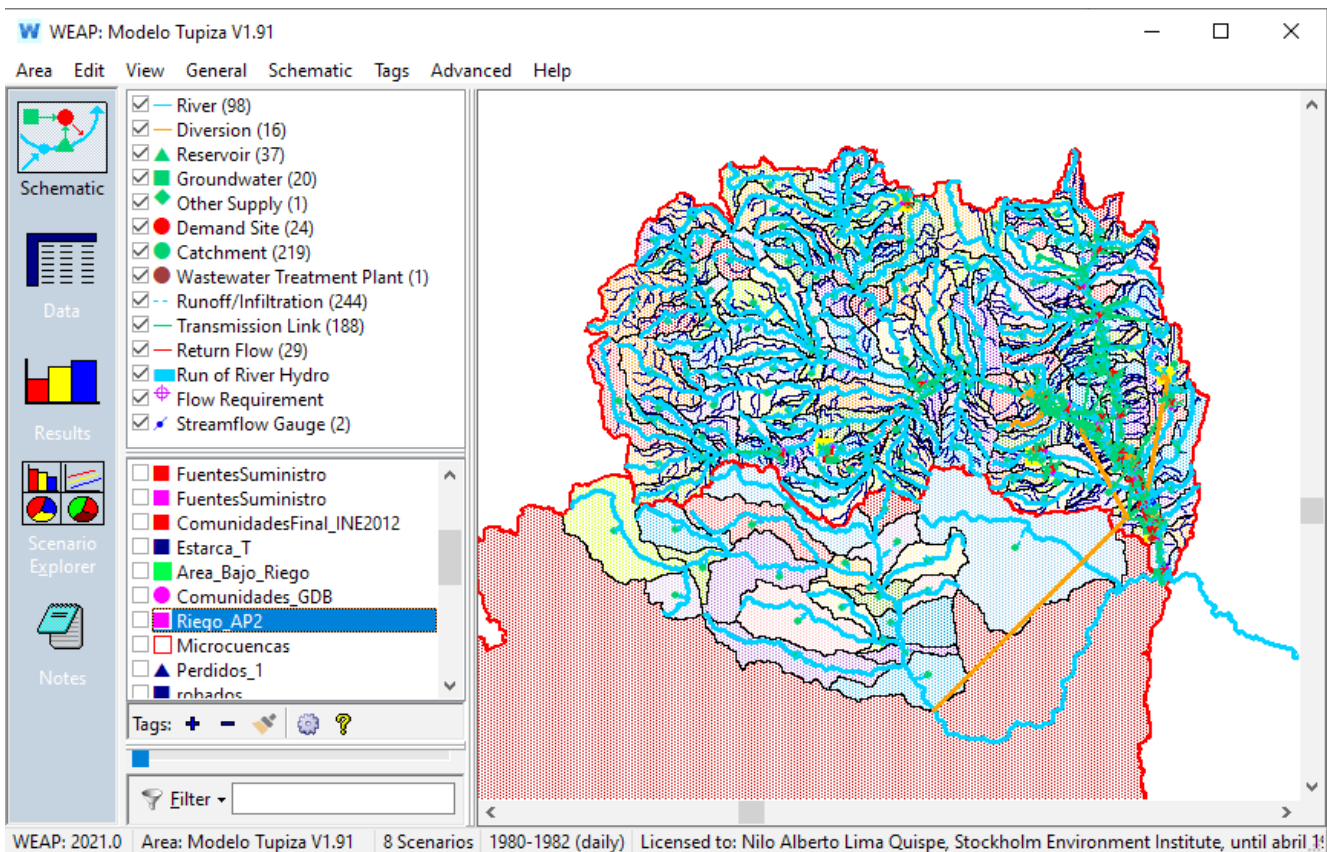 WEAP: Modelo Tupiza V1.91
Area Edit View General Schematic Tags Advanced Help
Schematic
Data
Results
Scenario
Explorer
Notes
River (98)
Diversion (16)
Reservoir (37)
Groundwater (20)
Other Supply (1)
Demand Site (24)
Catchment (219)
Wastewater Treatment Plant (1)
Runoff/Infiltration (244)
Transmission Link (188)
Return Flow (29)
Run of River Hydro
Flow Requirement
Streamflow Gauge (2)
FuentesSuministro
FuentesSuministro
ComunidadesFinal_INE2012
Estarca_T
Area_Bajo_Riego
Comunidades_GDB
Riego_AP2
Microcuencas
Perdidos_1
robados
Tags: + −
Filter
WEAP: 2021.0 Area: Modelo Tupiza V1.91 8 Scenarios 1980-1982 (daily) Licensed to: Nilo Alberto Lima Quispe, Stockholm Environment Institute, until abril